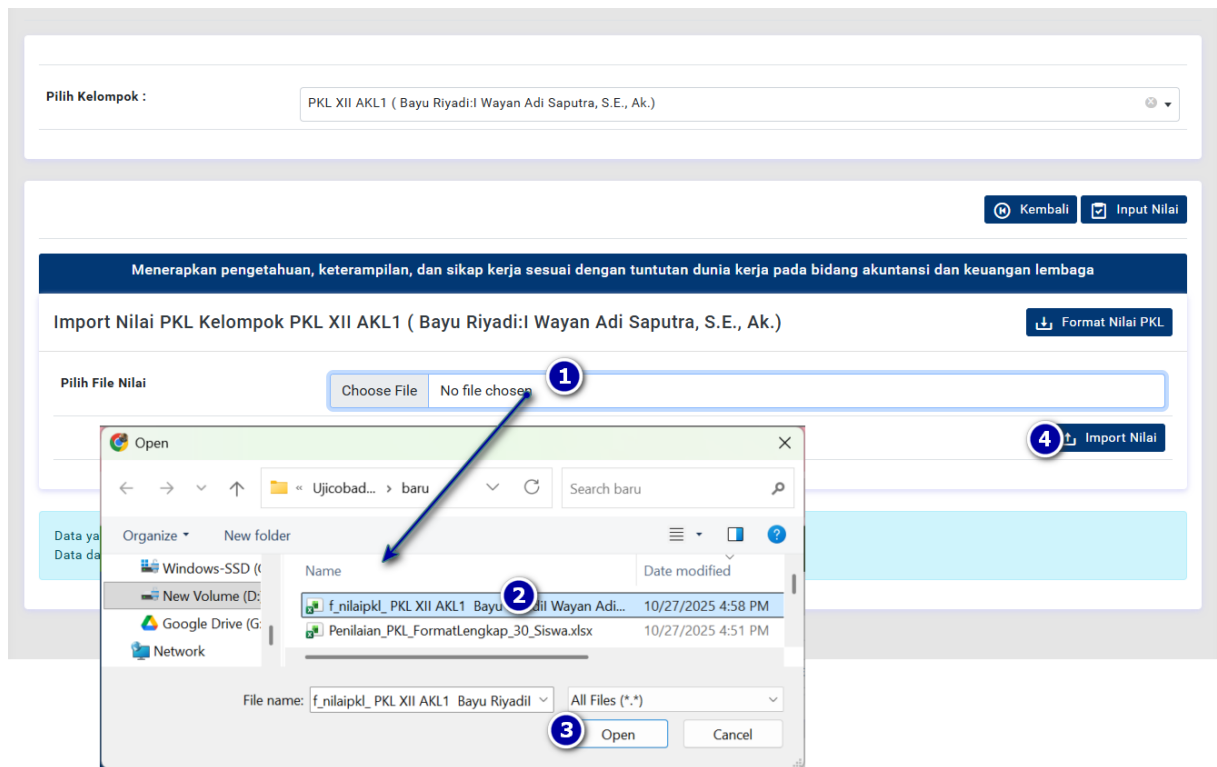 Pilih Kelompok :
PKL XII AKL1 ( Bayu Riyadi:I Wayan Adi Saputra, S.E., Ak.)
Kembali
Input Nilai
Menerapkan pengetahuan, keterampilan, dan sikap kerja sesuai dengan tuntutan dunia kerja pada bidang akuntansi dan keuangan lembaga
Import Nilai PKL Kelompok PKL XII AKL1 ( Bayu Riyadi:I Wayan Adi Saputra, S.E., Ak.)
Format Nilai PKL
Pilih File Nilai
Choose File
No file chosen
1
4
Import Nilai
Open
« Ujicobad... › baru
Search baru
Organize
New folder
Data
Data
Windows-SSD (
New Volume (D:
Google Drive (G:
Network
Name
Date modified
f_nilaipkl_ PKL XII AKL1 Bayu Wayan Adi...
2
10/27/2025 4:58 PM
Penilaian_PKL_FormatLengkap_30_Siswa.xlsx
10/27/2025 4:51 PM
File name:
f_nilaipkl_ PKL XII AKL1 Bayu RiyadiI
All Files (*.*)
3
Open
Cancel